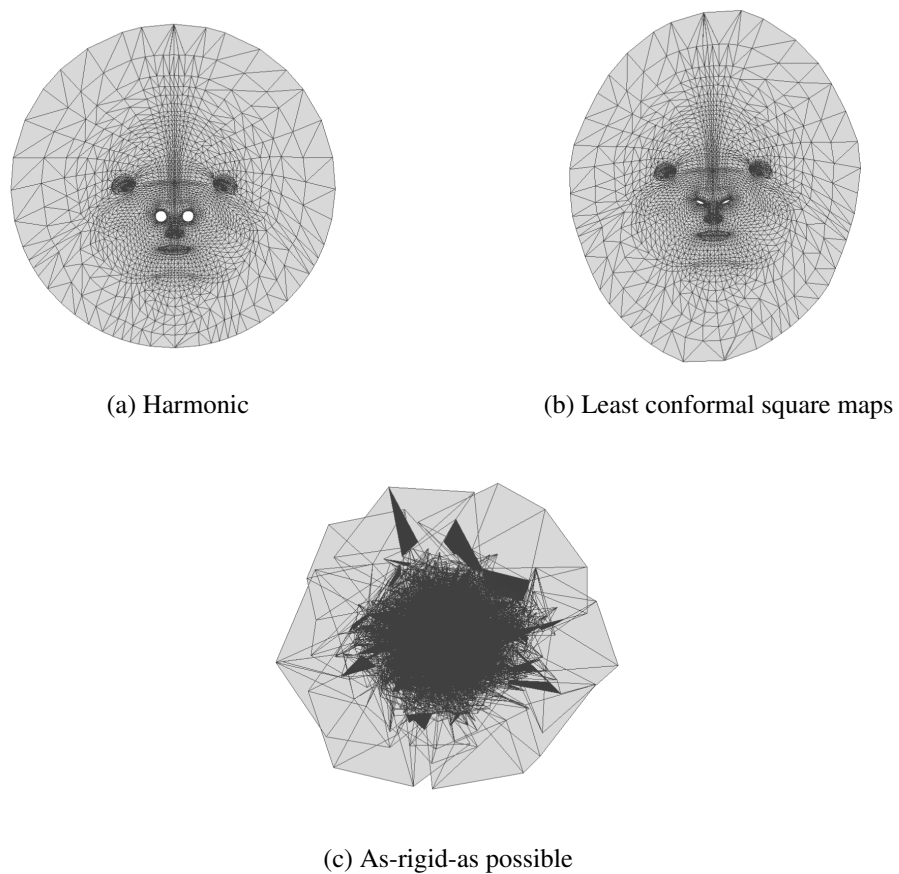 (a) Harmonic
(b) Least conformal square maps
(c) As-rigid-as possible